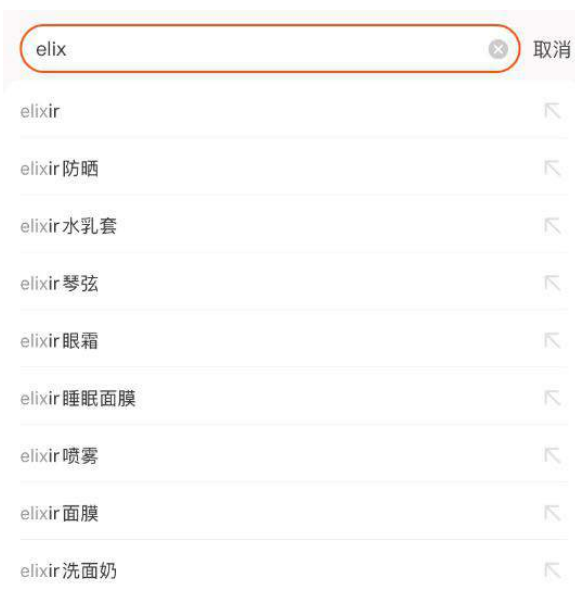 elix 取消
elixir
elixir防晒
elixir水乳套
elixir琴弦
elixir眼霜
elixir睡眠面膜
elixir喷雾
elixir面膜
elixir洗面奶